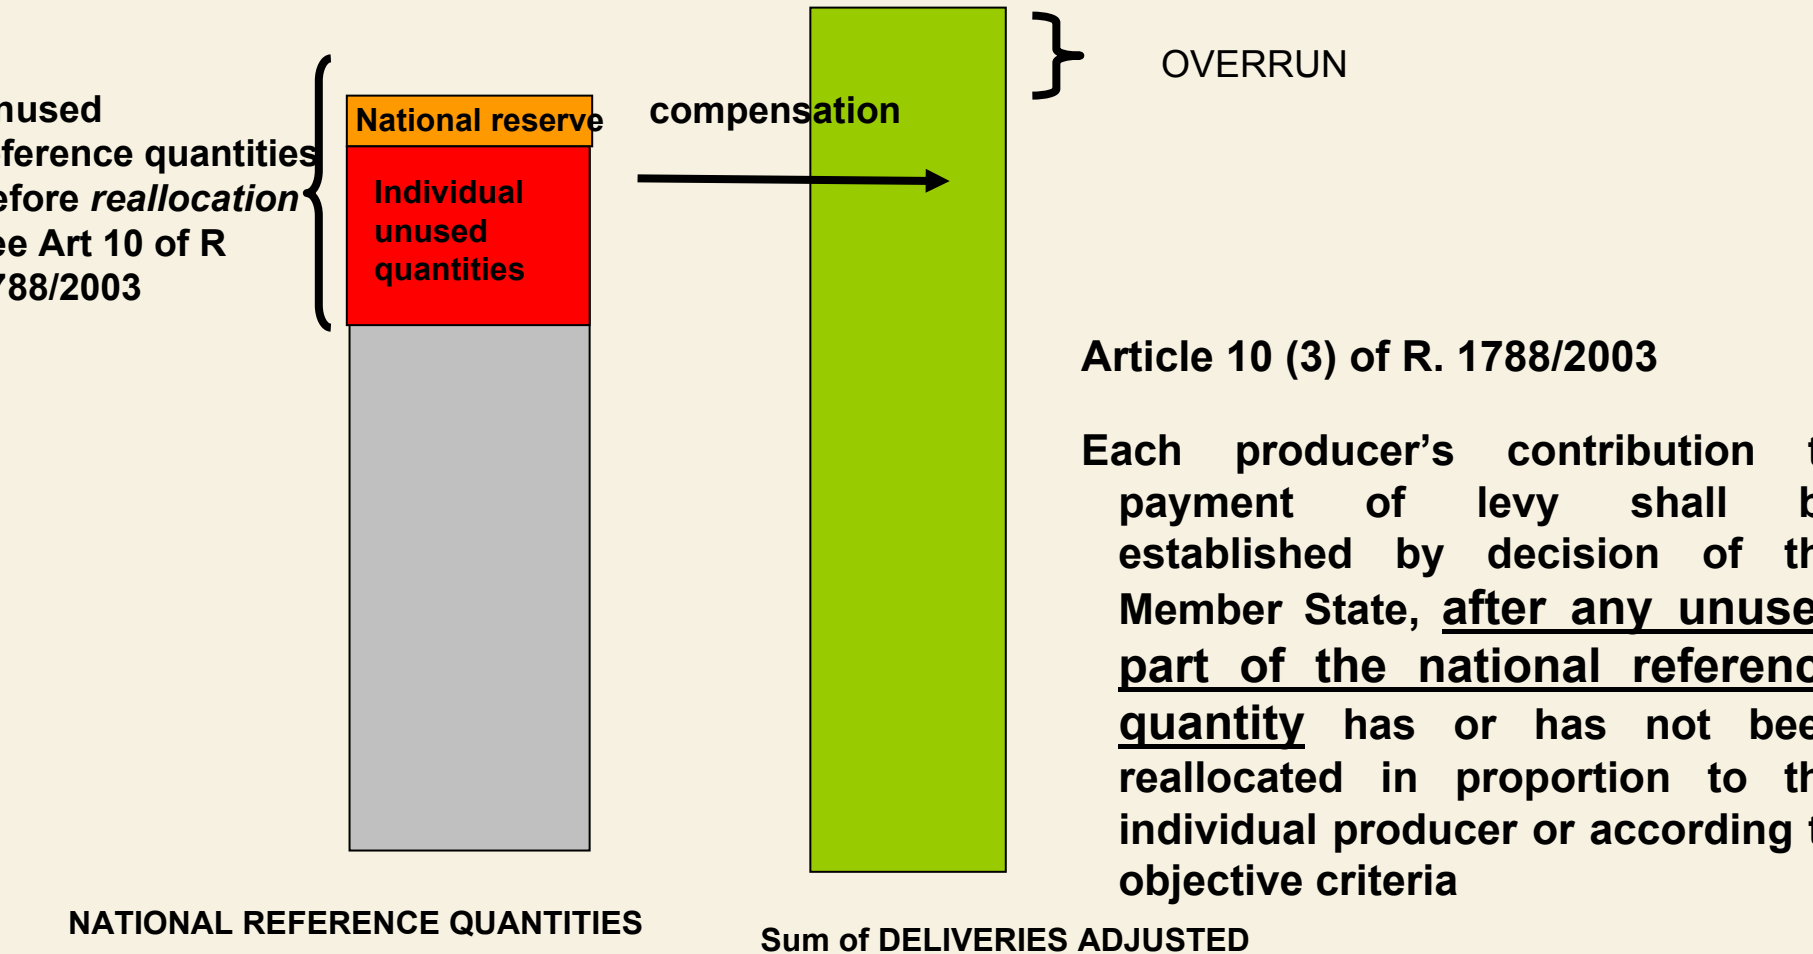 OVERRUN
nused
eference quantities
efore reallocation
ee Art 10 of R
788/2003
National reserve
compensation
Individual
unused
quantities
Article 10 (3) of R. 1788/2003
Each producer’s contribution t
payment of levy shall b
established by decision of th
Member State, after any unuse
part of the national referenc
quantity has or has not bee
reallocated in proportion to th
individual producer or according t
objective criteria
NATIONAL REFERENCE QUANTITIES
Sum of DELIVERIES ADJUSTED